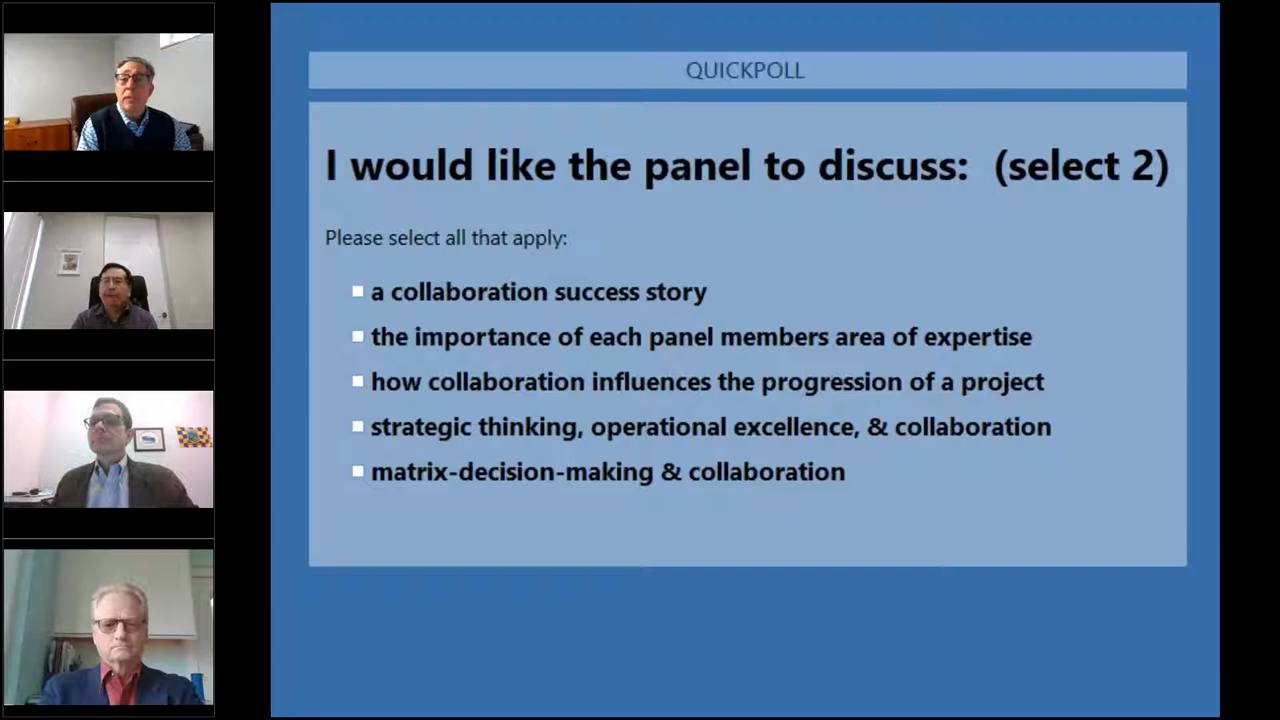 QUICKPOLL
I would like the panel to discuss:  (select 2)
Please select all that apply:
a collaboration success story
the importance of each panel members area of expertise
how collaboration influences the progression of a project
strategic thinking, operational excellence, & collaboration
matrix-decision-making & collaboration